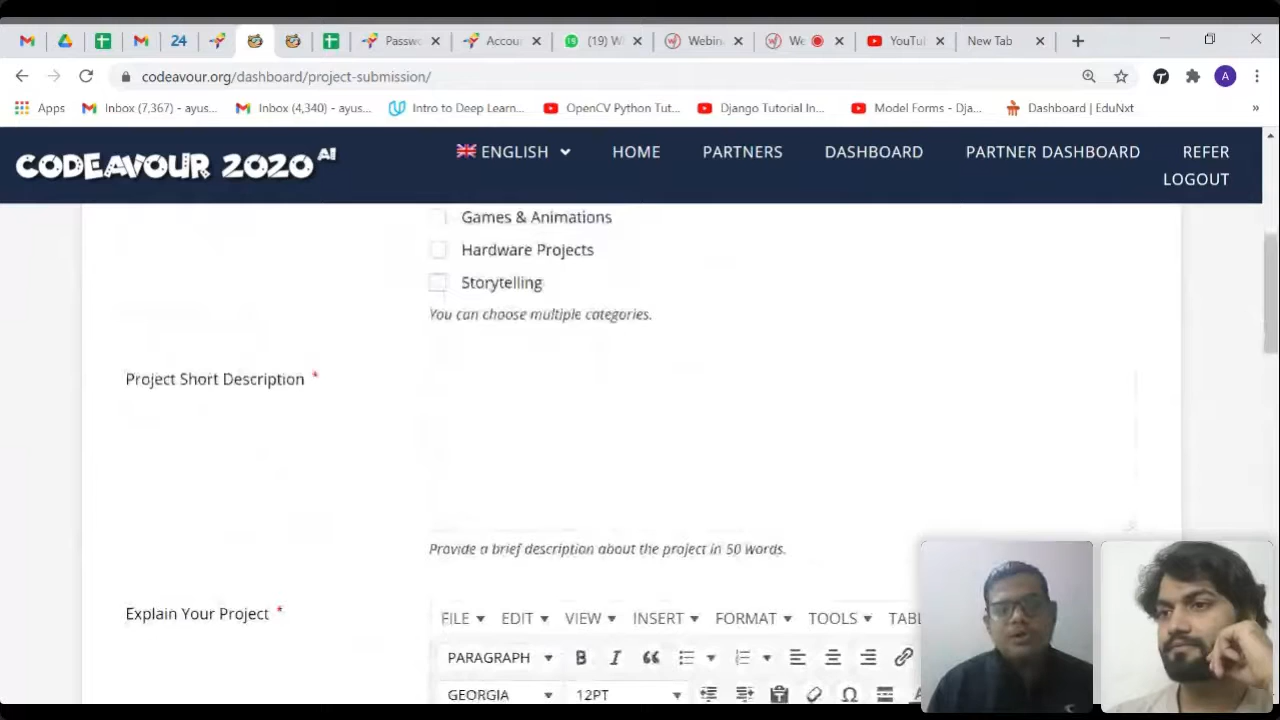 24
Passwo
Accou
(19) W
Webin
We
YouTu
New Tab
codeavour.org/dashboard/project-submission/
A
Apps
Inbox (7,367) - ayus...
Inbox (4,340) - ayus...
Intro to Deep Learn...
OpenCV Python Tut...
Django Tutorial In...
Model Forms - Dja...
Dashboard | EduNxt
»
CODEAVOUR 2020 AI
ENGLISH
HOME
PARTNERS
DASHBOARD
PARTNER DASHBOARD
REFER
LOGOUT
Games & Animations
Hardware Projects
Storytelling
You can choose multiple categories.
Project Short Description *
Provide a brief description about the project in 50 words.
Explain Your Project *
FILE
EDIT
VIEW
INSERT
FORMAT
TOOLS
TABL
PARAGRAPH
B
I
GEORGIA
12PT
Ω